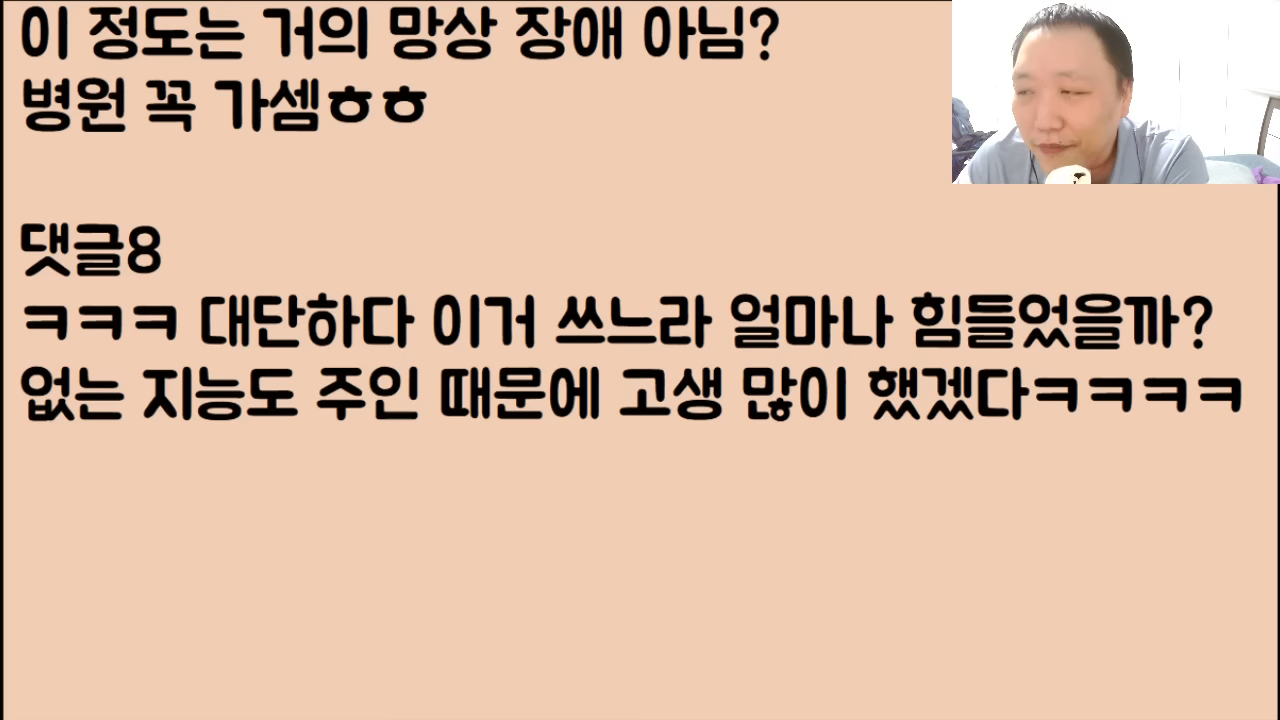 이 정도는 거의 망상 장애 아님?
병원 꼭 가셈ㅎㅎ
댓글8
ㅋㅋㅋ 대단하다 이거 쓰느라 얼마나 힘들었을까?
없는 지능도 주인 때문에 고생 많이 했겠다ㅋㅋㅋㅋ